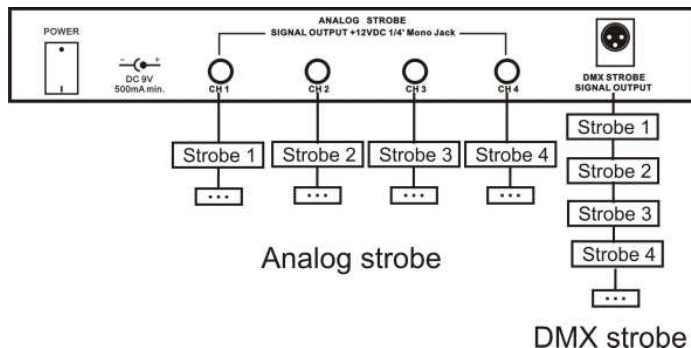 ANALOG STROBE
SIGNAL OUTPUT +12VDC 1/4' Mono Jack
POWER
- +
DC 9V
500mA min.
CH 1
CH 2
CH 3
CH 4
DMX STROBE
SIGNAL OUTPUT
Strobe 1
...
Strobe 2
...
Strobe 3
...
Strobe 4
...
Analog strobe
Strobe 1
Strobe 2
Strobe 3
Strobe 4
...
DMX strobe